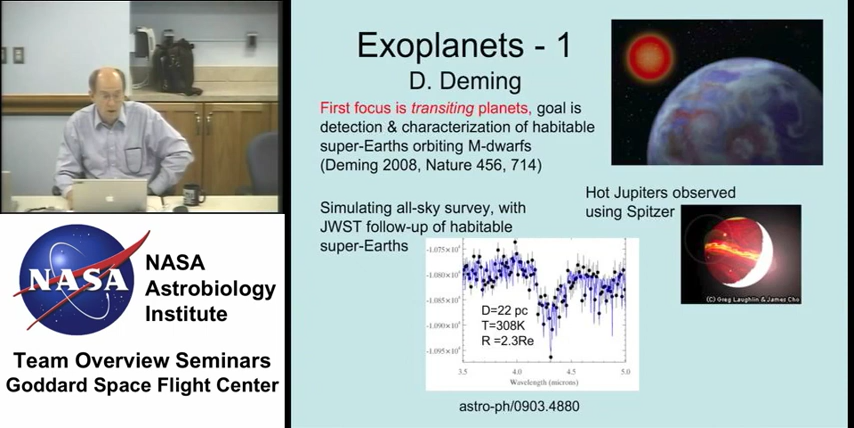 Exoplanets - 1
D. Deming
First focus is transiting planets, goal is
detection & characterization of habitable
super-Earths orbiting M-dwarfs
(Deming 2008, Nature 456, 714)
Hot Jupiters observed
using Spitzer
Simulating all-sky survey, with
JWST follow-up of habitable
super-Earths
(C) Greg Laughlin & James Cho
-1.075×10⁴
-1.080×10⁴
-1.085×10⁴
-1.090×10⁴
-1.095×10⁴
D=22 pc
T=308K
R =2.3Re
3.5 4.0 4.5 5.0
Wavelength (microns)
astro-ph/0903.4880
NASA
NASA
Astrobiology
Institute
Team Overview Seminars
Goddard Space Flight Center